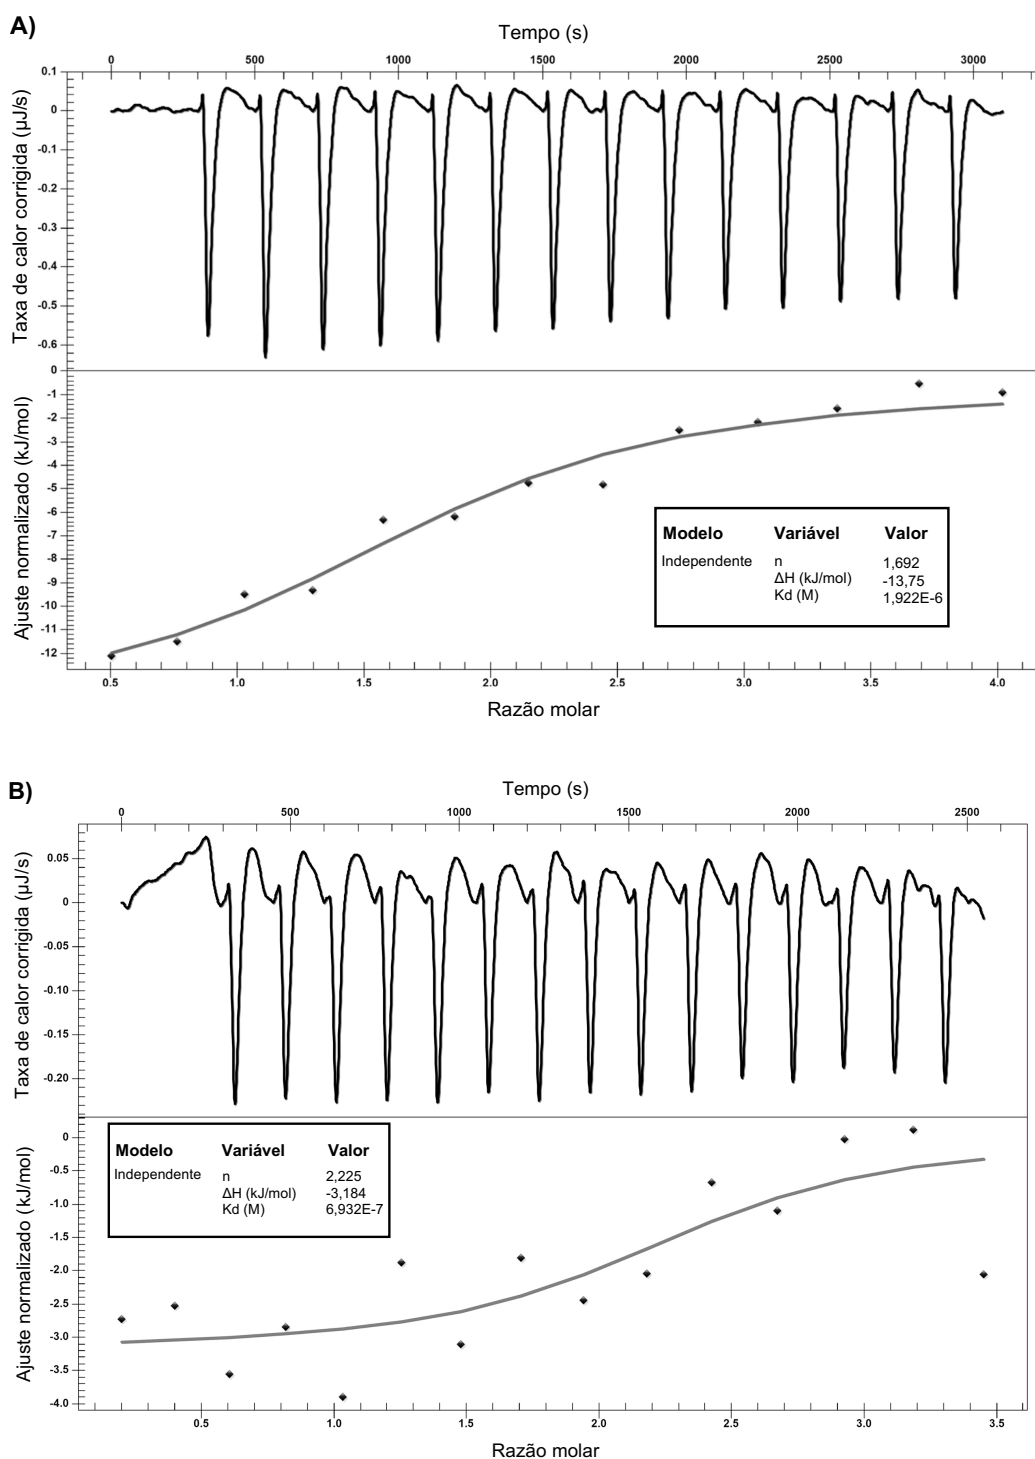 A)
Tempo (s)
0 500 1000 1500 2000 2500 3000
Taxa de calor corrigida (µJ/s)
0.1
0
-0.1
-0.2
-0.3
-0.4
-0.5
-0.6
Ajuste normalizado (kJ/mol)
0
-1
-2
-3
-4
-5
-6
-7
-8
-9
-10
-11
-12
Modelo Variável Valor
Independente n 1,692
ΔH (kJ/mol) -13,75
Kd (M) 1,922E-6
0.5 1.0 1.5 2.0 2.5 3.0 3.5 4.0
Razão molar
B)
Tempo (s)
0 500 1000 1500 2000 2500
Taxa de calor corrigida (µJ/s)
0.05
0
-0.05
-0.10
-0.15
-0.20
Ajuste normalizado (kJ/mol)
0
-0.5
-1.0
-1.5
-2.0
-2.5
-3.0
-3.5
-4.0
Modelo Variável Valor
Independente n 2,225
ΔH (kJ/mol) -3,184
Kd (M) 6,932E-7
0.5 1.0 1.5 2.0 2.5 3.0 3.5
Razão molar